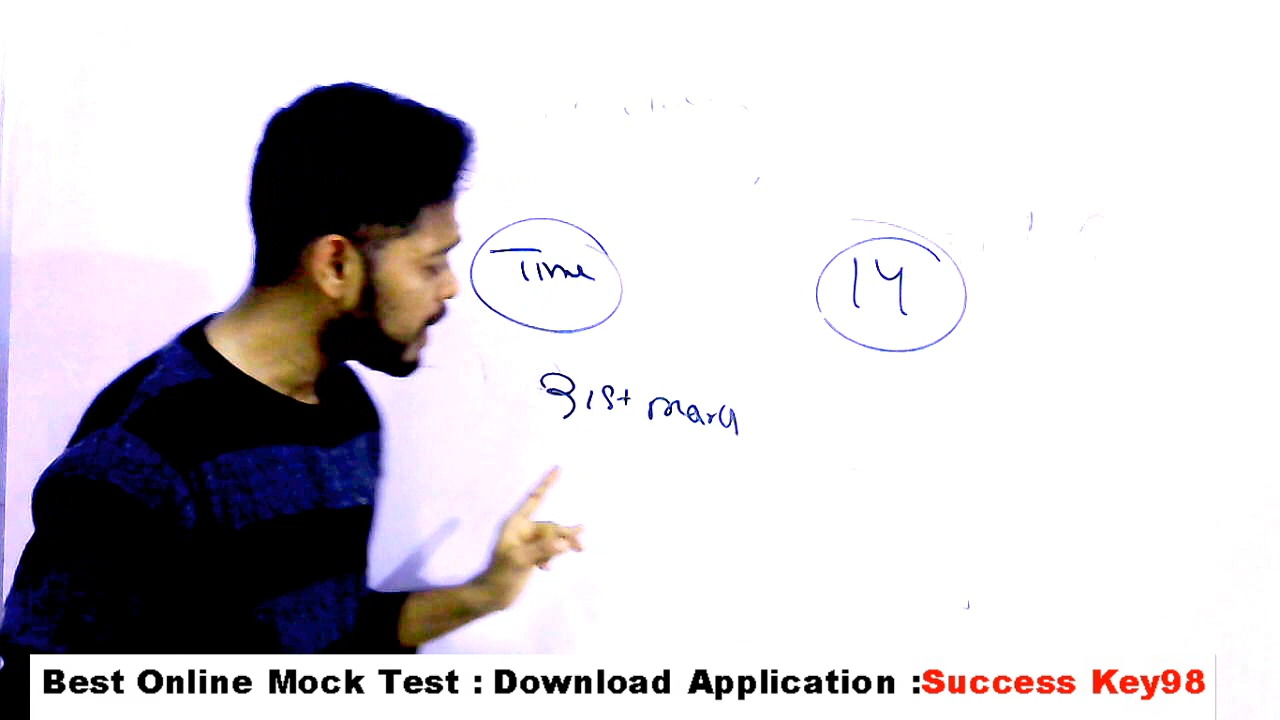 Time
14
31st march
Best Online Mock Test : Download Application :Success Key98